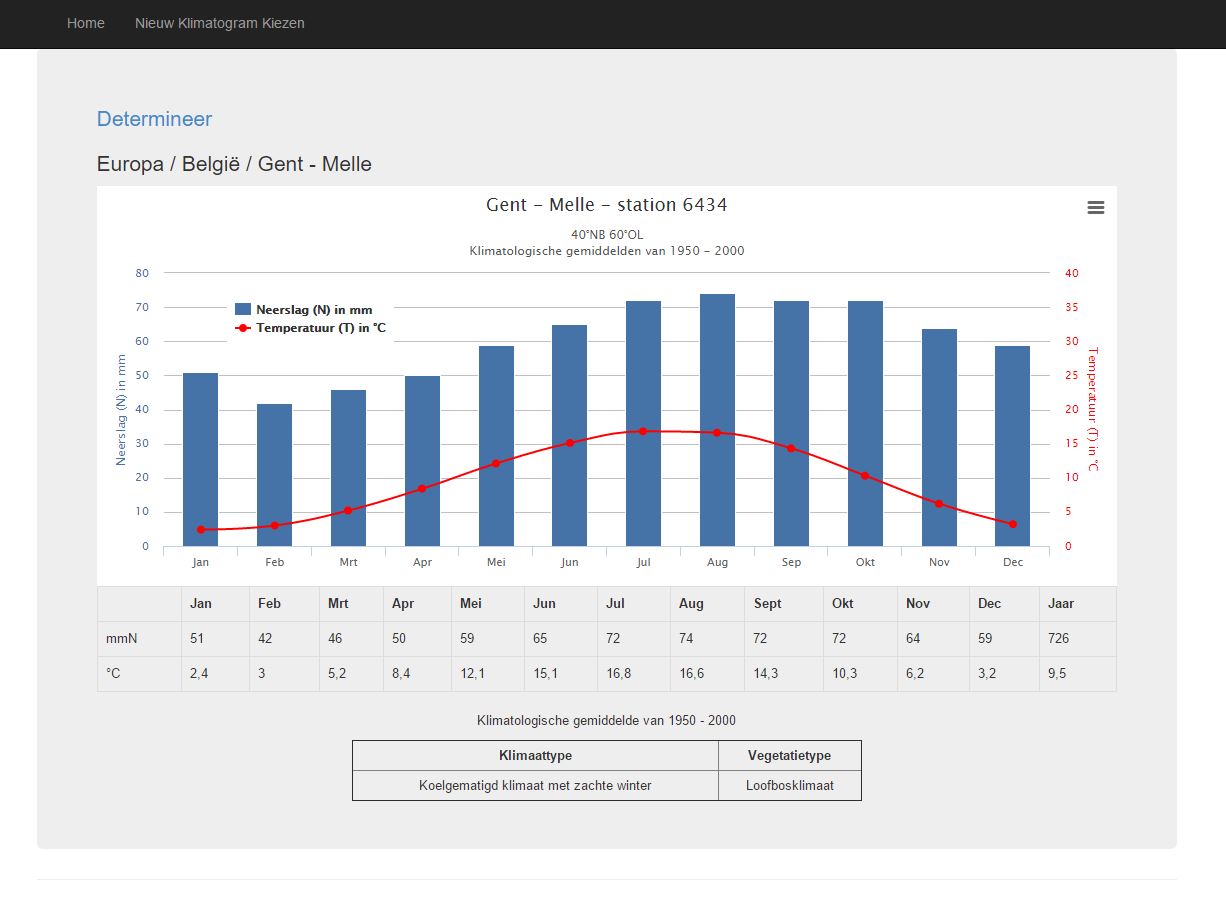 Home Nieuw Klimatogram Kiezen
Determineer
Europa / België / Gent - Melle
Gent - Melle - station 6434
40°NB 60°OL
Klimatologische gemiddelden van 1950 - 2000
Neerslag (N) in mm
Temperatuur (T) in °C
80
70
60
50
40
30
20
10
0
Neerslag (N) in mm
40
35
30
25
20
15
10
5
0
Temperatuur (T) in °C
Jan Feb Mrt Apr Mei Jun Jul Aug Sep Okt Nov Dec
Jan Feb Mrt Apr Mei Jun Jul Aug Sept Okt Nov Dec Jaar
mmN 51 42 46 50 59 65 72 74 72 72 64 59 726
°C 2,4 3 5,2 8,4 12,1 15,1 16,8 16,6 14,3 10,3 6,2 3,2 9,5
Klimatologische gemiddelde van 1950 - 2000
Klimaattype Vegetatietype
Koelgematigd klimaat met zachte winter Loofbosklimaat